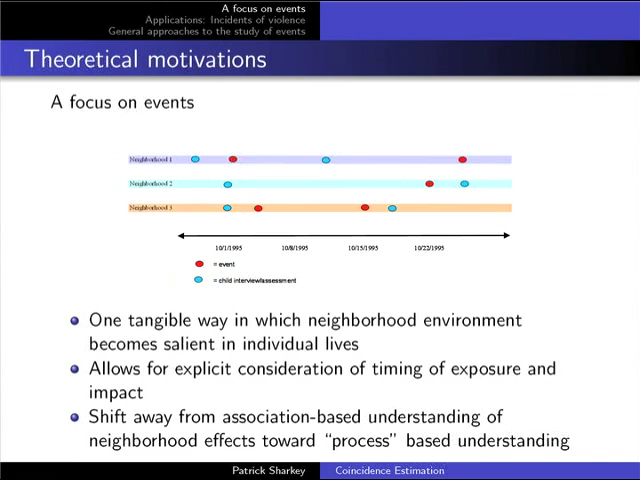 A focus on events
Applications: Incidents of violence
General approaches to the study of events
Theoretical motivations
A focus on events
Neighborhood 1
Neighborhood 2
Neighborhood 3
10/1/1995 10/8/1995 10/15/1995 10/22/1995
= event
= child interview/assessment
One tangible way in which neighborhood environment
becomes salient in individual lives
Allows for explicit consideration of timing of exposure and
impact
Shift away from association-based understanding of
neighborhood effects toward “process” based understanding
Patrick Sharkey Coincidence Estimation